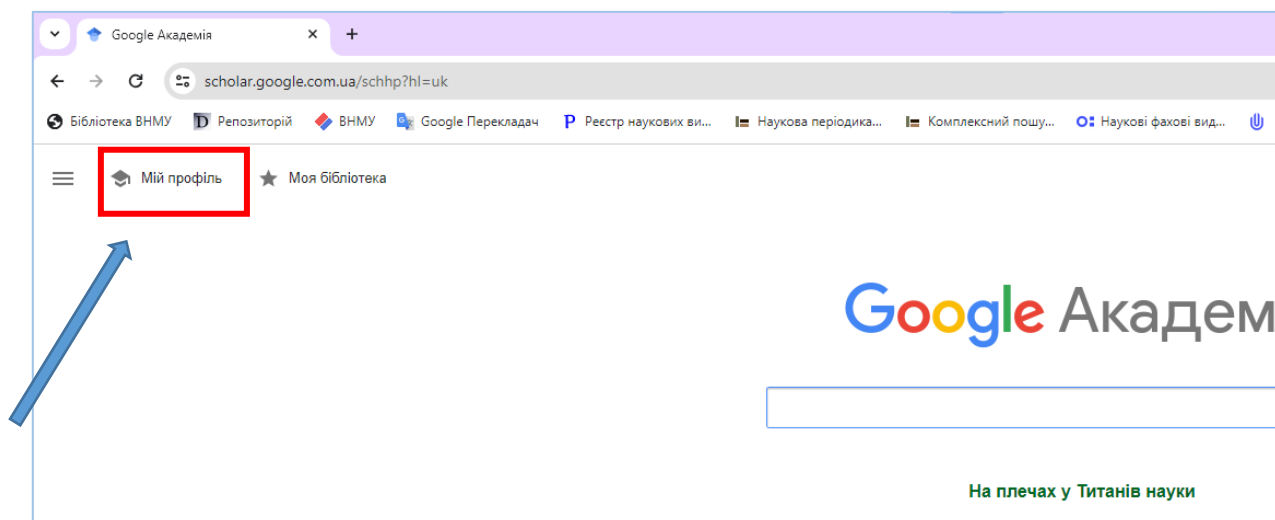 Google Академія
scholar.google.com.ua/schhp?hl=uk
Бібліотека ВНМУ Репозиторій ВНМУ Google Перекладач Реєстр наукових ви... Наукова періодика... Комплексний пошу... Наукові фахові вид...
Мій профіль Моя бібліотека
Google Академ
На плечах у Титанів науки